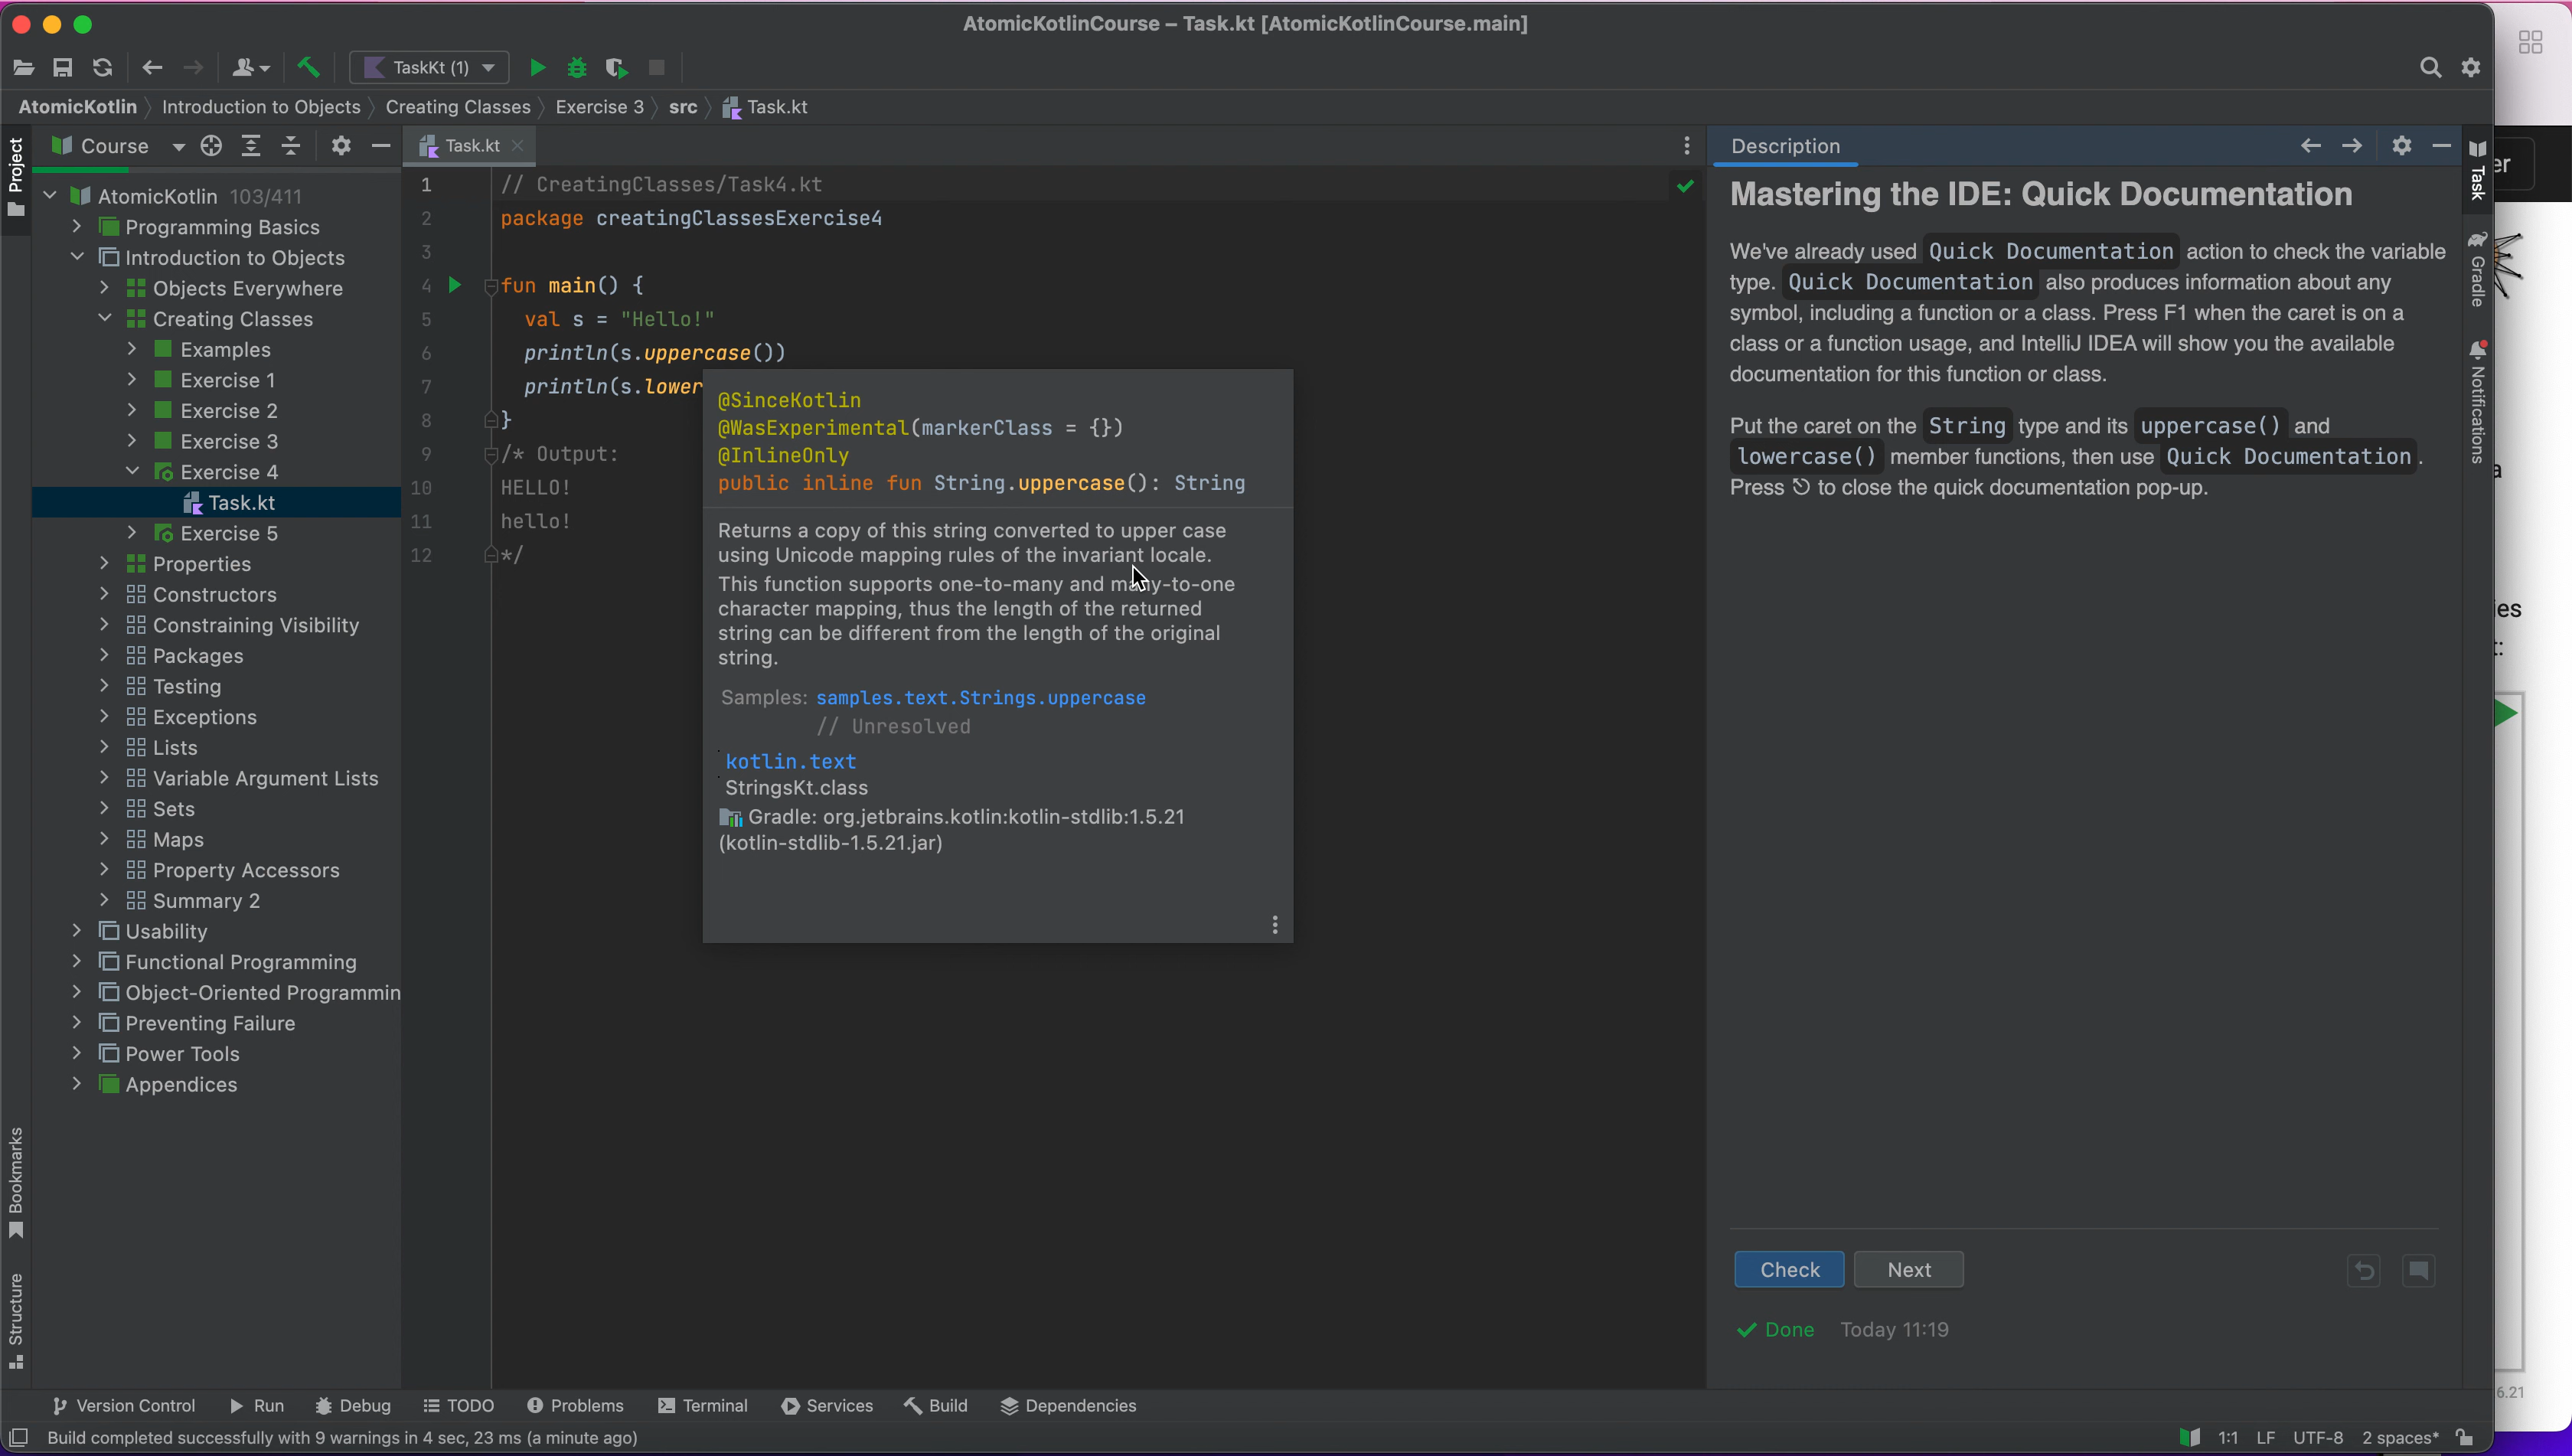 AtomicKotlinCourse – Task.kt [AtomicKotlinCourse.main]
TaskKt (1)
AtomicKotlin Introduction to Objects Creating Classes Exercise 3 src Task.kt
Project
Course
AtomicKotlin 103/411
Programming Basics
Introduction to Objects
Objects Everywhere
Creating Classes
Examples
Exercise 1
Exercise 2
Exercise 3
Exercise 4
Task.kt
Exercise 5
Properties
Constructors
Constraining Visibility
Packages
Testing
Exceptions
Lists
Variable Argument Lists
Sets
Maps
Property Accessors
Summary 2
Usability
Functional Programming
Object-Oriented Programmin
Preventing Failure
Power Tools
Appendices
Bookmarks
Structure
Task.kt
1 // CreatingClasses/Task4.kt
2 package creatingClassesExercise4
3
4 fun main() {
5 val s = "Hello!"
6 println(s.uppercase())
7 println(s.lower
8 }
9 /* Output:
10 HELLO!
11 hello!
12 */
@SinceKotlin
@WasExperimental(markerClass = {})
@InlineOnly
public inline fun String.uppercase(): String
Returns a copy of this string converted to upper case
using Unicode mapping rules of the invariant locale.
This function supports one-to-many and many-to-one
character mapping, thus the length of the returned
string can be different from the length of the original
string.
Samples: samples.text.Strings.uppercase
// Unresolved
kotlin.text
StringsKt.class
Gradle: org.jetbrains.kotlin:kotlin-stdlib:1.5.21
(kotlin-stdlib-1.5.21.jar)
Description
Mastering the IDE: Quick Documentation
We've already used Quick Documentation action to check the variable
type. Quick Documentation also produces information about any
symbol, including a function or a class. Press F1 when the caret is on a
class or a function usage, and IntelliJ IDEA will show you the available
documentation for this function or class.
Put the caret on the String type and its uppercase() and
lowercase() member functions, then use Quick Documentation.
Press ⎋ to close the quick documentation pop-up.
Check Next
Done Today 11:19
Task
Gradle
Notifications
er
a
ies
t:
6.21
Version Control Run Debug TODO Problems Terminal Services Build Dependencies
Build completed successfully with 9 warnings in 4 sec, 23 ms (a minute ago)
1:1 LF UTF-8 2 spaces*